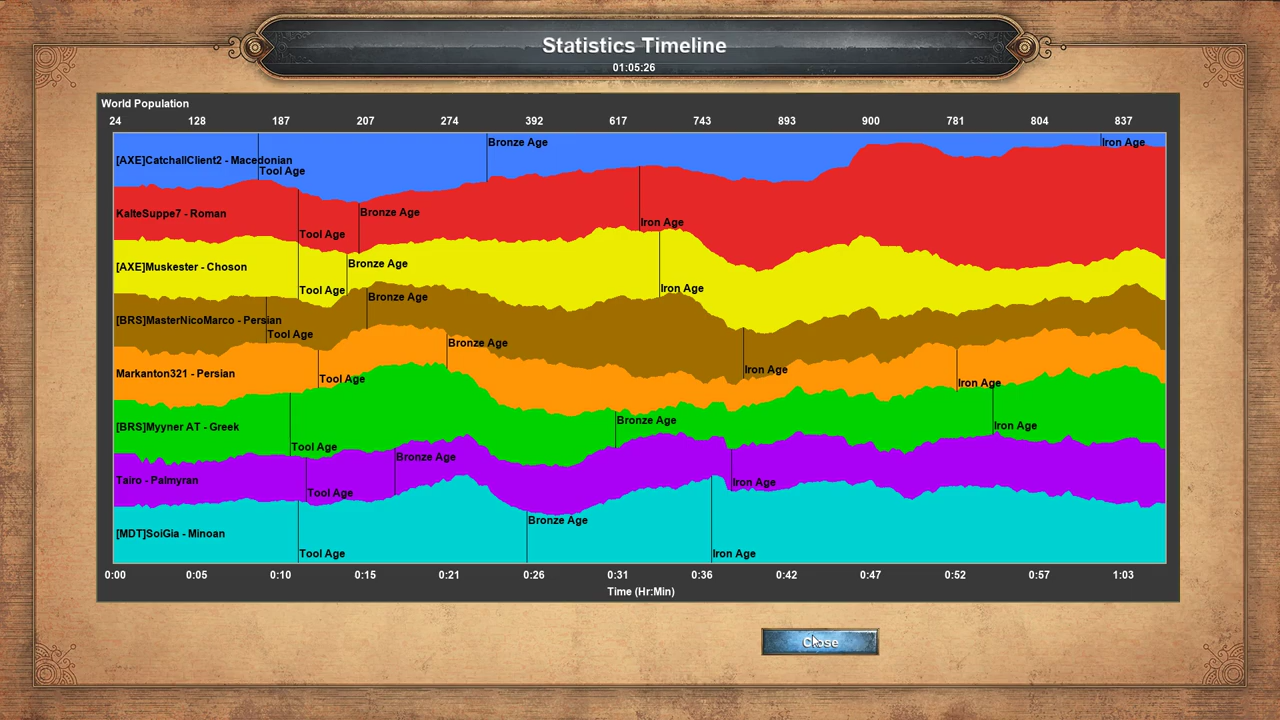 Statistics Timeline
01:05:26
World Population
24 128 187 207 274 392 617 743 893 900 781 804 837
Bronze Age
Iron Age
[AXE]CatchallClient2 - Macedonian
Tool Age
KalteSuppe7 - Roman
Bronze Age
Iron Age
Tool Age
[AXE]Muskester - Choson
Bronze Age
Tool Age
Iron Age
Bronze Age
[BRS]MasterNicoMarco - Persian
Tool Age
Bronze Age
Iron Age
Markanton321 - Persian
Tool Age
Iron Age
Bronze Age
[BRS]Myyner AT - Greek
Iron Age
Tool Age
Bronze Age
Tairo - Palmyran
Iron Age
Tool Age
Bronze Age
[MDT]SoiGia - Minoan
Tool Age
Iron Age
0:00 0:05 0:10 0:15 0:21 0:26 0:31 0:36 0:42 0:47 0:52 0:57 1:03
Time (Hr:Min)
Close